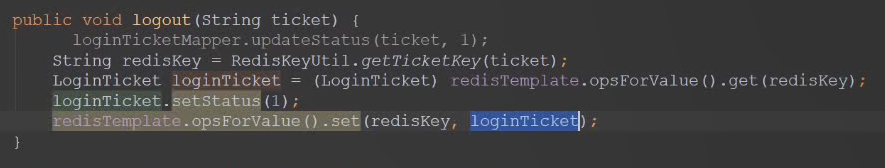 public void logout(String ticket) {
loginTicketMapper.updateStatus(ticket, 1);
String redisKey = RedisKeyUtil.getTicketKey(ticket);
LoginTicket loginTicket = (LoginTicket) redisTemplate.opsForValue().get(redisKey);
loginTicket.setStatus(1);
redisTemplate.opsForValue().set(redisKey, loginTicket);
}